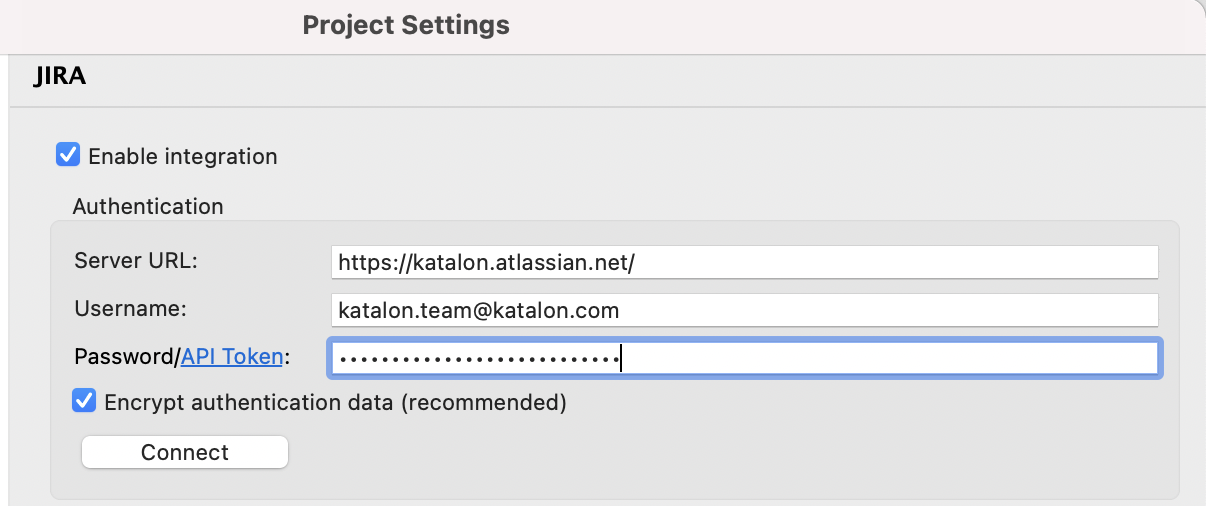 Project Settings
JIRA
Enable integration
Authentication
Server URL: https://katalon.atlassian.net/
Username: katalon.team@katalon.com
Password/API Token: •••••••••••••••••••••••••••
Encrypt authentication data (recommended)
Connect